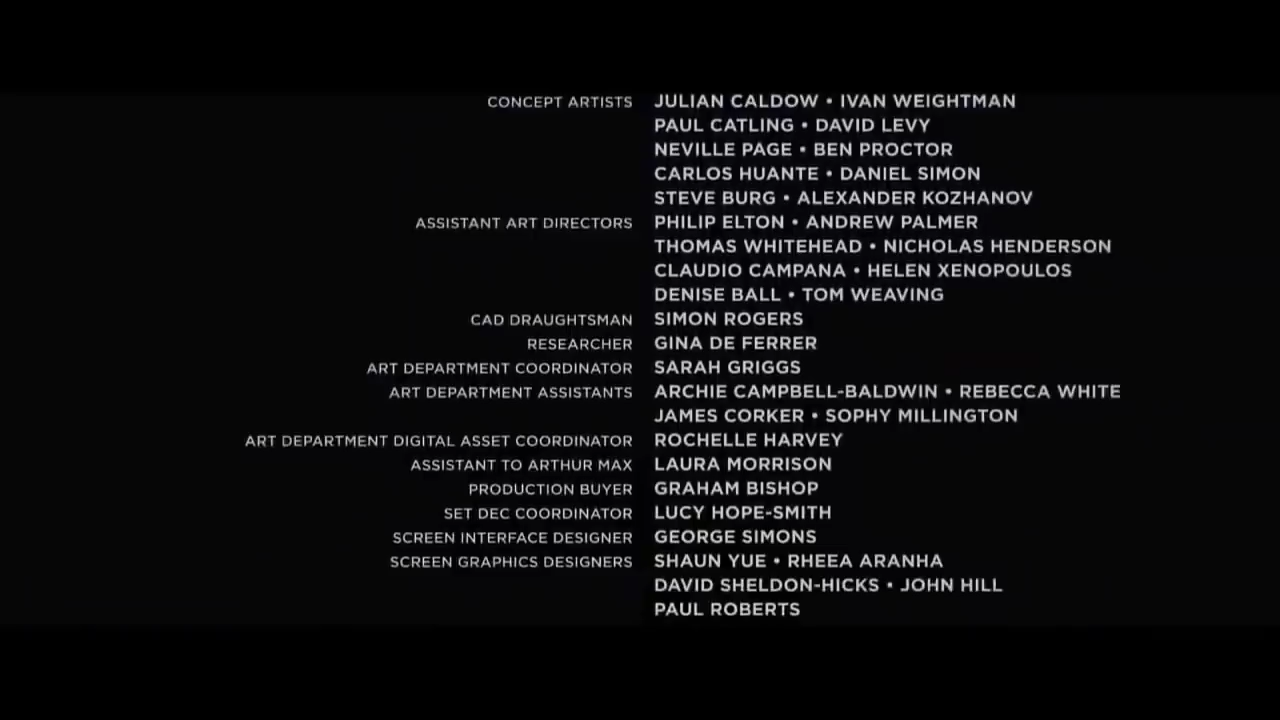 CONCEPT ARTISTS JULIAN CALDOW • IVAN WEIGHTMAN
PAUL CATLING • DAVID LEVY
NEVILLE PAGE • BEN PROCTOR
CARLOS HUANTE • DANIEL SIMON
STEVE BURG • ALEXANDER KOZHANOV
ASSISTANT ART DIRECTORS PHILIP ELTON • ANDREW PALMER
THOMAS WHITEHEAD • NICHOLAS HENDERSON
CLAUDIO CAMPANA • HELEN XENOPOULOS
DENISE BALL • TOM WEAVING
CAD DRAUGHTSMAN SIMON ROGERS
RESEARCHER GINA DE FERRER
ART DEPARTMENT COORDINATOR SARAH GRIGGS
ART DEPARTMENT ASSISTANTS ARCHIE CAMPBELL-BALDWIN • REBECCA WHITE
JAMES CORKER • SOPHY MILLINGTON
ART DEPARTMENT DIGITAL ASSET COORDINATOR ROCHELLE HARVEY
ASSISTANT TO ARTHUR MAX LAURA MORRISON
PRODUCTION BUYER GRAHAM BISHOP
SET DEC COORDINATOR LUCY HOPE-SMITH
SCREEN INTERFACE DESIGNER GEORGE SIMONS
SCREEN GRAPHICS DESIGNERS SHAUN YUE • RHEEA ARANHA
DAVID SHELDON-HICKS • JOHN HILL
PAUL ROBERTS